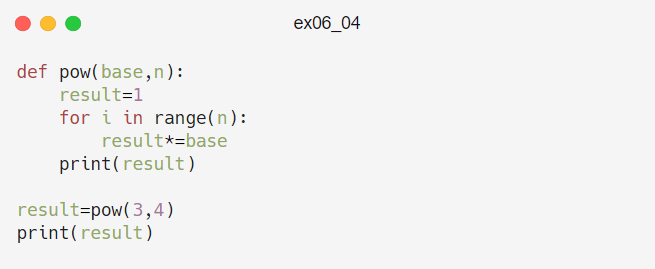 ex06_04
def pow(base,n):
    result=1
    for i in range(n):
        result*=base
    print(result)

result=pow(3,4)
print(result)